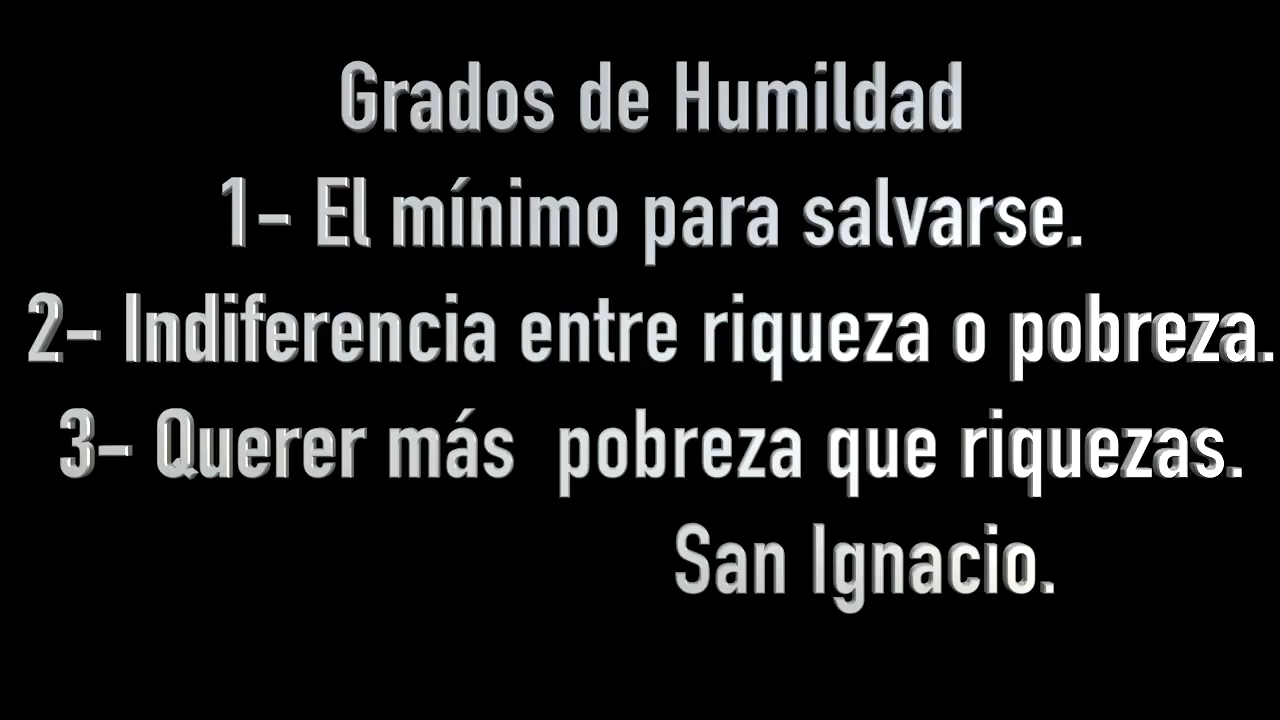 Grados de Humildad
1- El mínimo para salvarse.
2- Indiferencia entre riqueza o pobreza.
3- Querer más pobreza que riquezas.
San Ignacio.